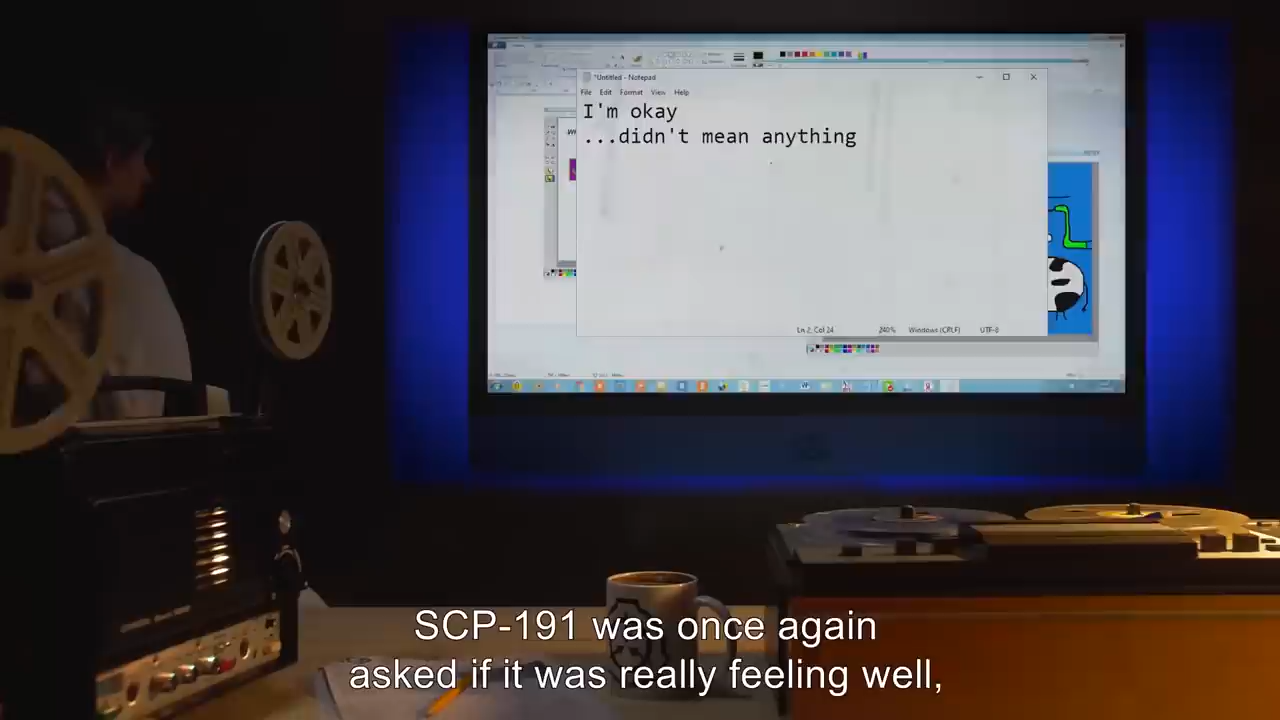 *Untitled - Notepad
File Edit Format View Help
I'm okay
...didn't mean anything
Ln 2, Col 24 240% Windows (CRLF) UTF-8
SCP-191 was once again
asked if it was really feeling well,